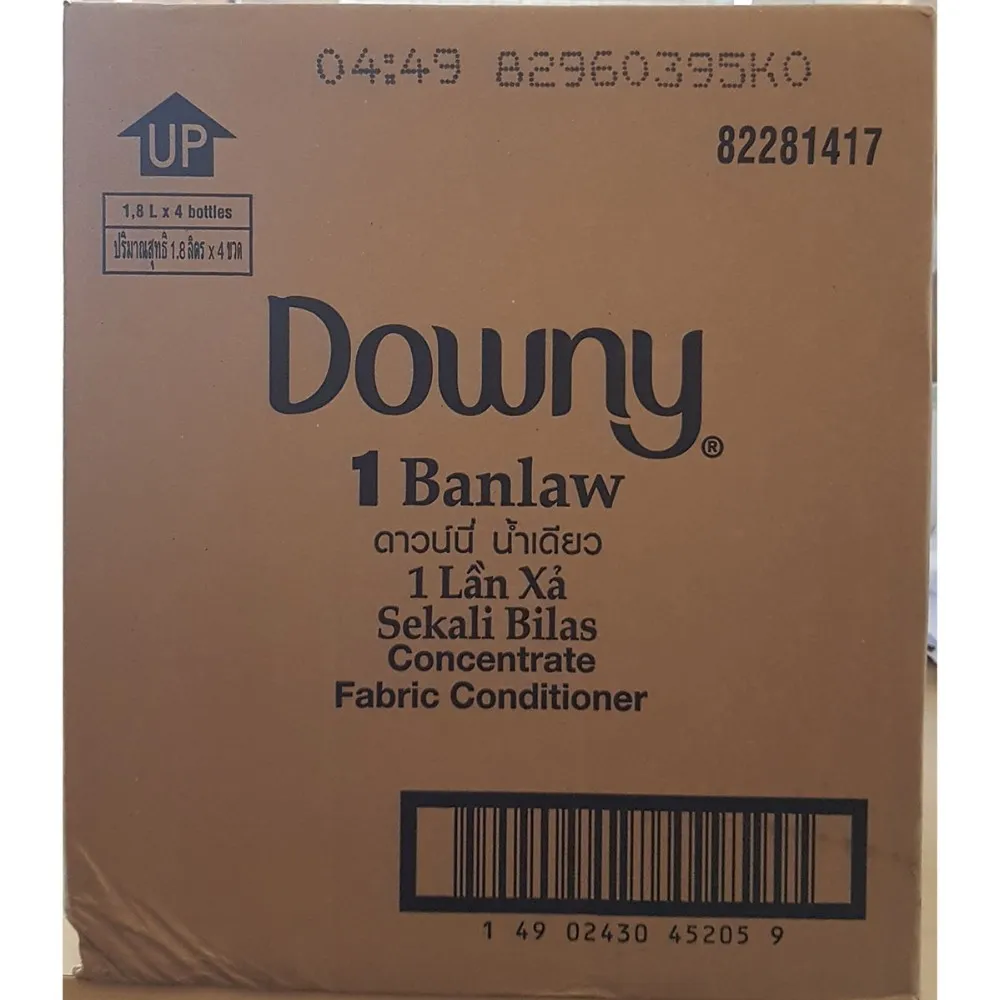 04:49 82960395K0
UP
82281417
1,8 L x 4 bottles
ปริมาณสุทธิ 1.8 ลิตร x 4 ขวด
Downy®
1 Banlaw
ดาวน์นี่ น้ำเดียว
1 Lần Xả
Sekali Bilas
Concentrate
Fabric Conditioner
1 49 02430 45205 9